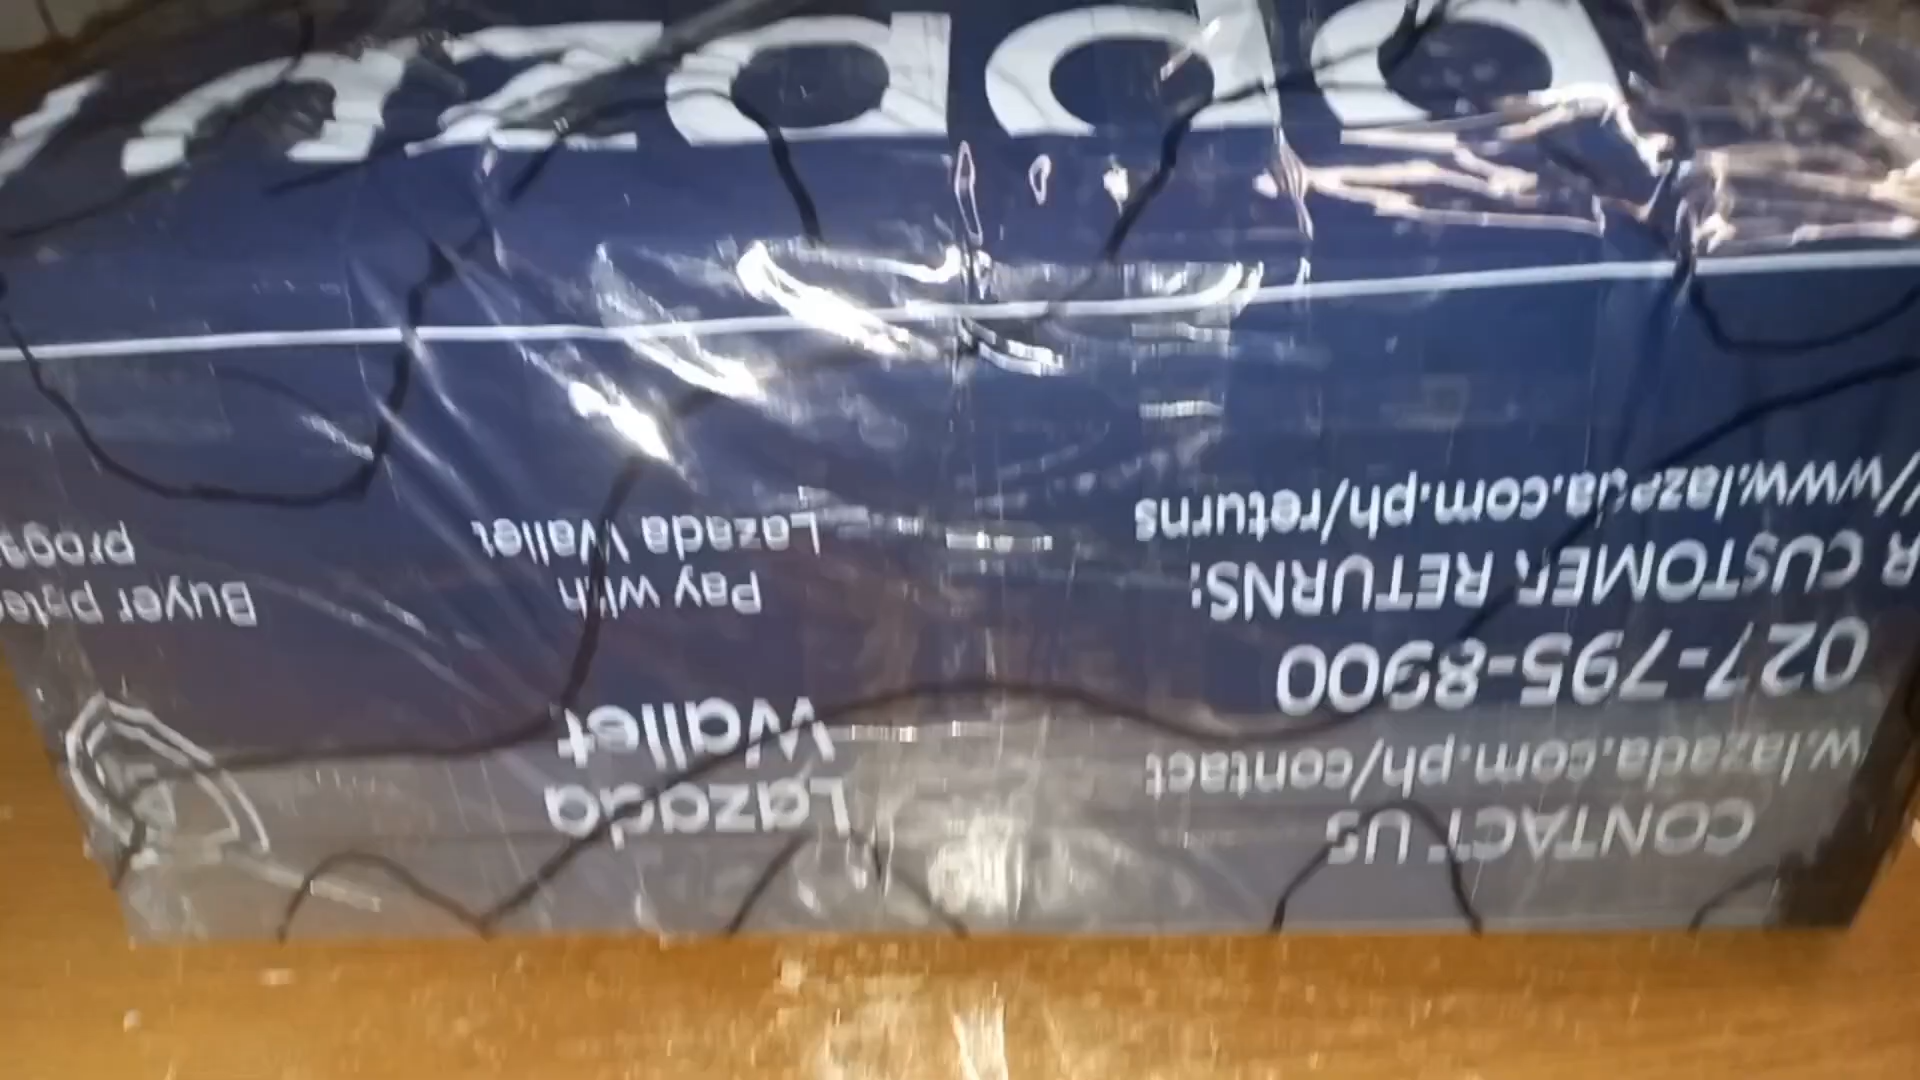 CONTACT US
w.lazada.com.ph/contact
027-795-8900
R CUSTOMER RETURNS:
//www.lazada.com.ph/returns
Lazada
Wallet
Pay with
Lazada Wallet
Buyer
lazada